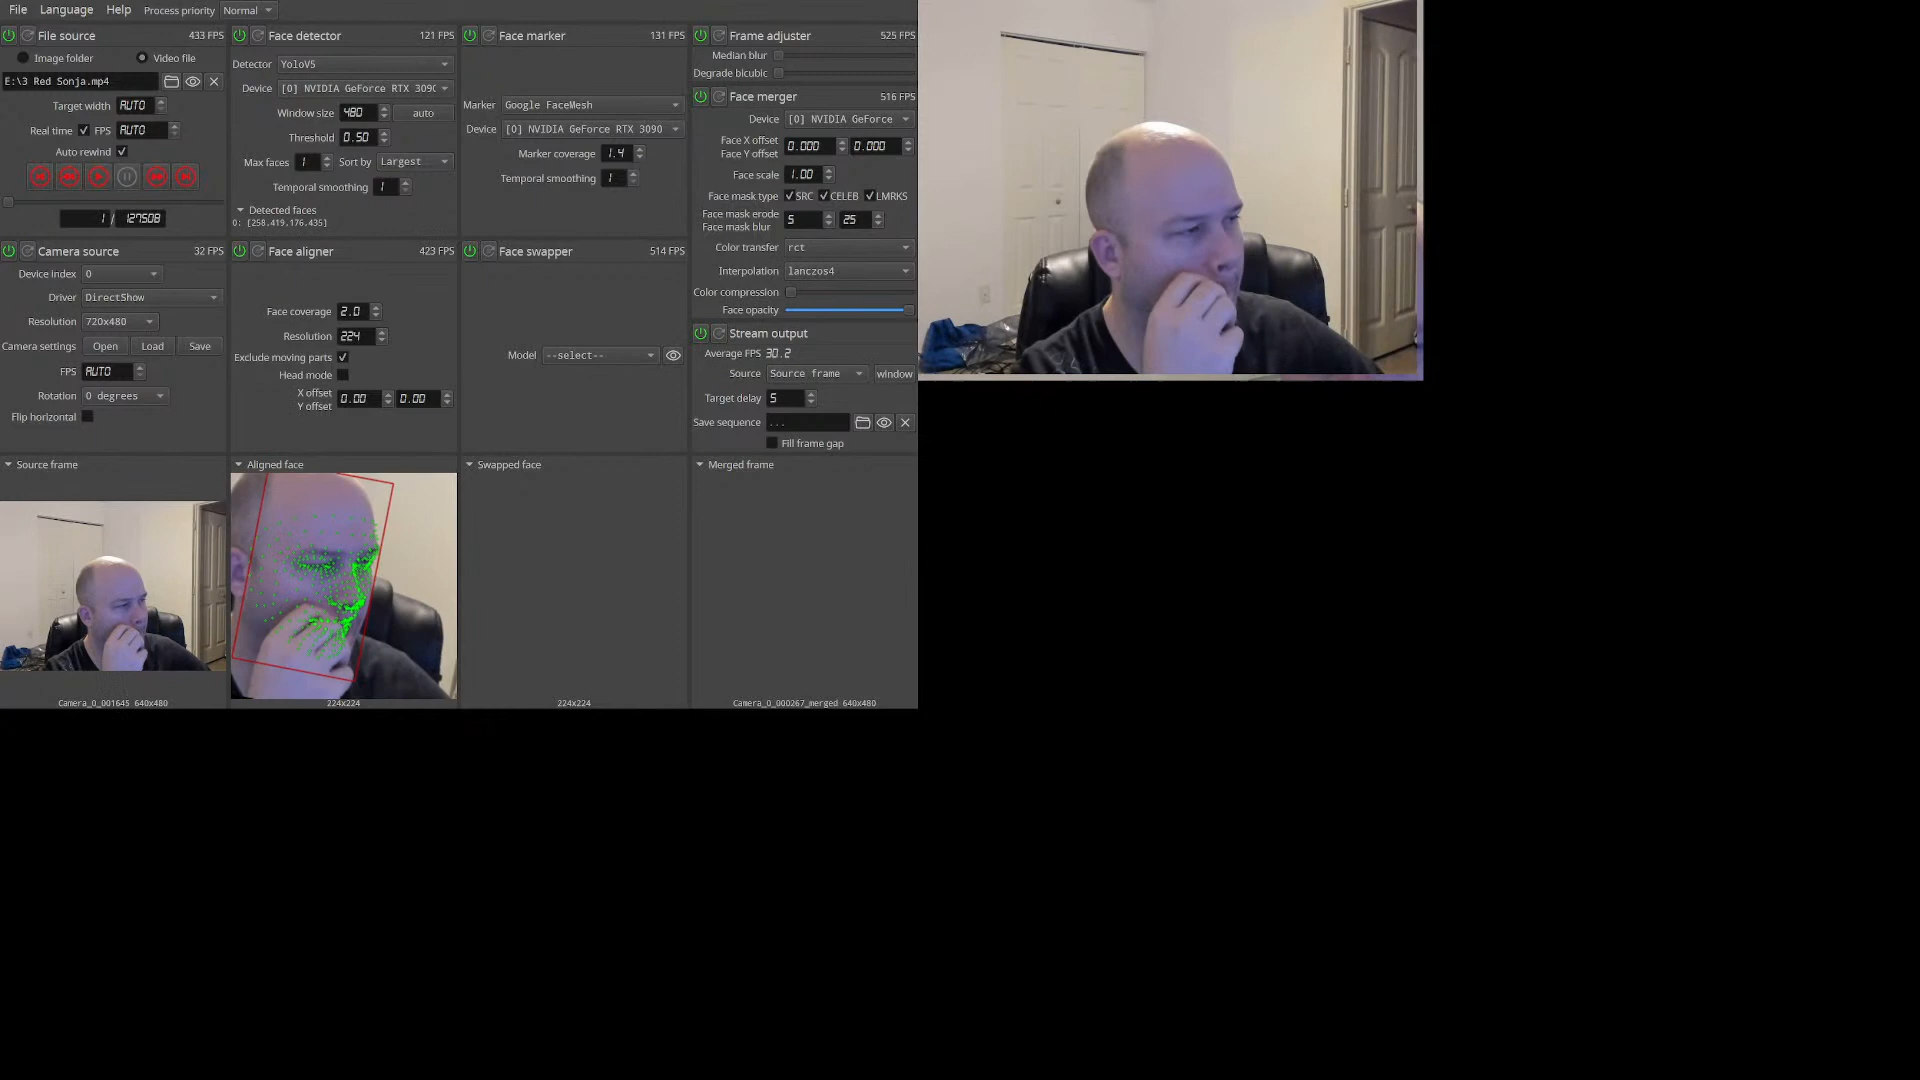 File Language Help Process priority Normal
File source 433 FPS
Image folder Video file
E:\3 Red Sonja.mp4
Target width AUTO
Real time FPS AUTO
Auto rewind
1 / 127508
Camera source 32 FPS
Device index 0
Driver DirectShow
Resolution 720x480
Camera settings Open Load Save
FPS AUTO
Rotation 0 degrees
Flip horizontal
Source frame
Camera_0_001645 640x480
Face detector 121 FPS
Detector YoloV5
Device [0] NVIDIA GeForce RTX 309
Window size 480 auto
Threshold 0.50
Max faces 1 Sort by Largest
Temporal smoothing 1
Detected faces
0: [258.419.176.435]
Face aligner 423 FPS
Face coverage 2.0
Resolution 224
Exclude moving parts
Head mode
X offset
Y offset
0.00 0.00
Aligned face
224x224
Face marker 131 FPS
Marker Google FaceMesh
Device [0] NVIDIA GeForce RTX 3090
Marker coverage 1.4
Temporal smoothing 1
Face swapper 514 FPS
Model --select--
Swapped face
224x224
Frame adjuster 525 FPS
Median blur
Degrade bicubic
Face merger 516 FPS
Device [0] NVIDIA GeForce
Face X offset
Face Y offset
0.000 0.000
Face scale 1.00
Face mask type SRC CELEB LMRKS
Face mask erode
Face mask blur
5 25
Color transfer rct
Interpolation lanczos4
Color compression
Face opacity
Stream output
Average FPS 30.2
Source Source frame window
Target delay 5
Save sequence ...
Fill frame gap
Merged frame
Camera_0_000267_merged 640x480